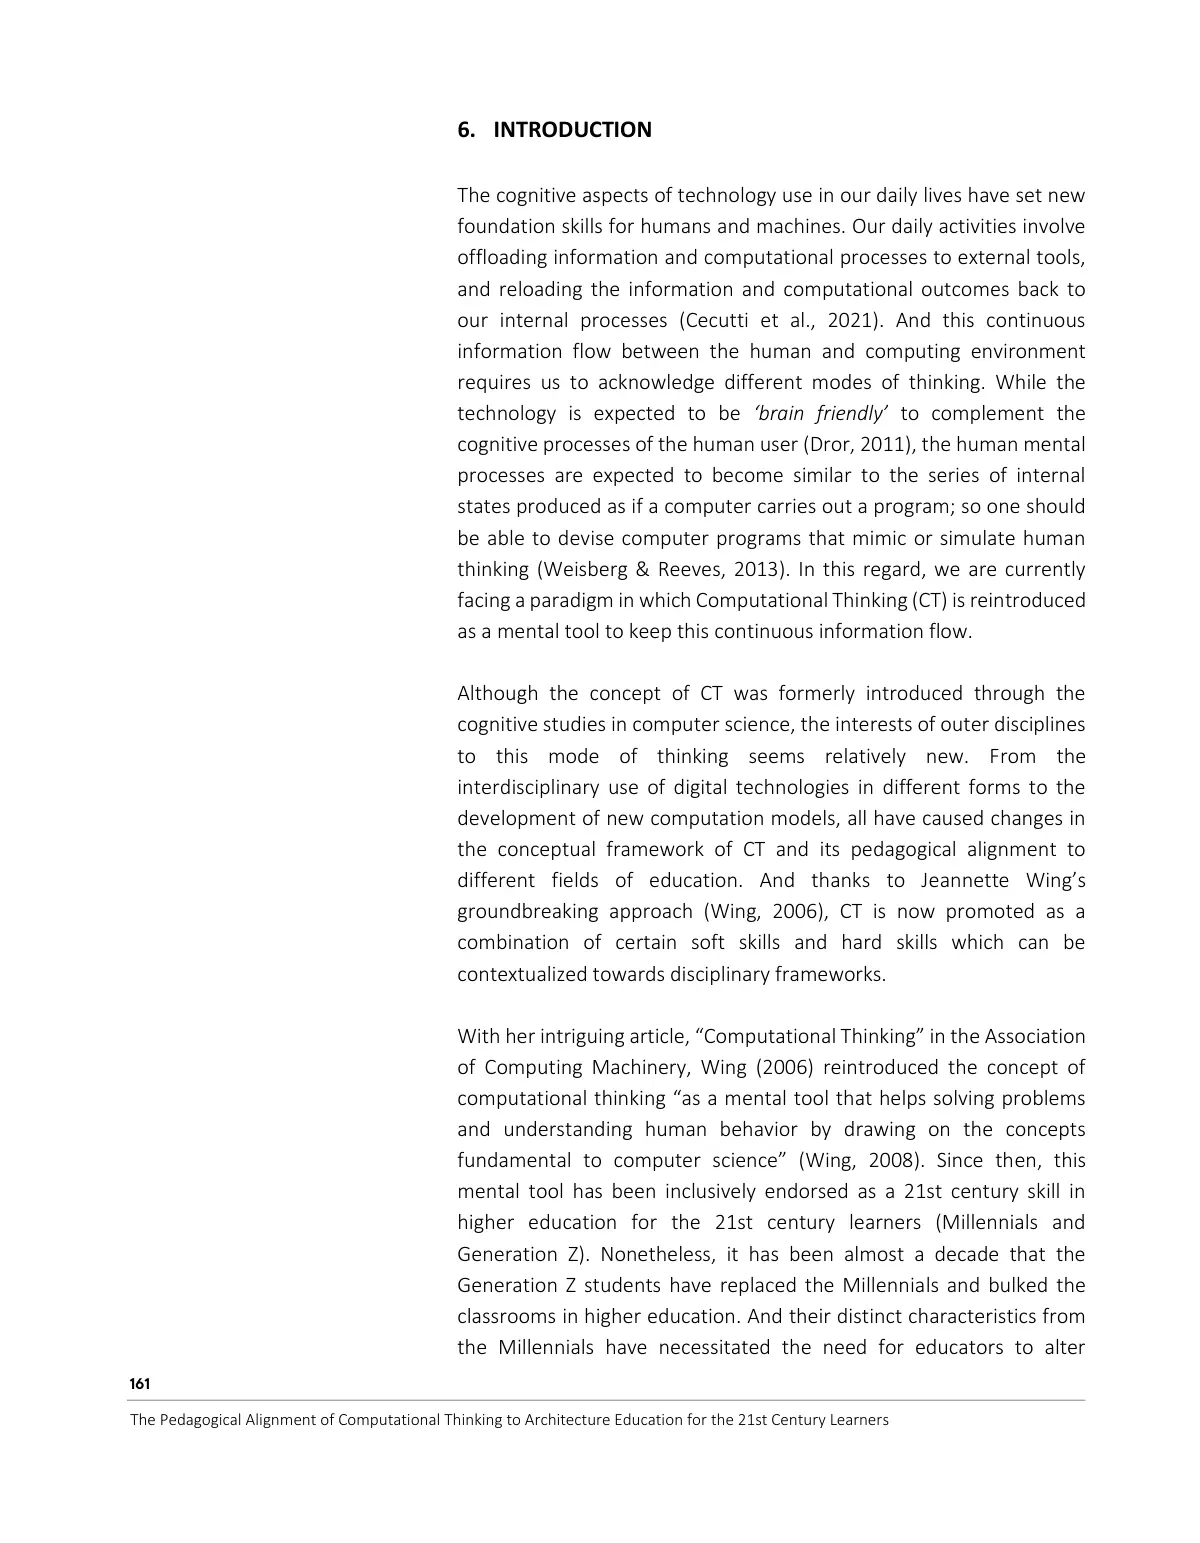 6. INTRODUCTION
The cognitive aspects of technology use in our daily lives have set new
foundation skills for humans and machines. Our daily activities involve
offloading information and computational processes to external tools,
and reloading the information and computational outcomes back to
our internal processes (Cecutti et al., 2021). And this continuous
information flow between the human and computing environment
requires us to acknowledge different modes of thinking. While the
technology is expected to be ‘brain friendly’ to complement the
cognitive processes of the human user (Dror, 2011), the human mental
processes are expected to become similar to the series of internal
states produced as if a computer carries out a program; so one should
be able to devise computer programs that mimic or simulate human
thinking (Weisberg & Reeves, 2013). In this regard, we are currently
facing a paradigm in which Computational Thinking (CT) is reintroduced
as a mental tool to keep this continuous information flow.
Although the concept of CT was formerly introduced through the
cognitive studies in computer science, the interests of outer disciplines
to this mode of thinking seems relatively new. From the
interdisciplinary use of digital technologies in different forms to the
development of new computation models, all have caused changes in
the conceptual framework of CT and its pedagogical alignment to
different fields of education. And thanks to Jeannette Wing’s
groundbreaking approach (Wing, 2006), CT is now promoted as a
combination of certain soft skills and hard skills which can be
contextualized towards disciplinary frameworks.
With her intriguing article, “Computational Thinking” in the Association
of Computing Machinery, Wing (2006) reintroduced the concept of
computational thinking “as a mental tool that helps solving problems
and understanding human behavior by drawing on the concepts
fundamental to computer science” (Wing, 2008). Since then, this
mental tool has been inclusively endorsed as a 21st century skill in
higher education for the 21st century learners (Millennials and
Generation Z). Nonetheless, it has been almost a decade that the
Generation Z students have replaced the Millennials and bulked the
classrooms in higher education. And their distinct characteristics from
the Millennials have necessitated the need for educators to alter
161
The Pedagogical Alignment of Computational Thinking to Architecture Education for the 21st Century Learners